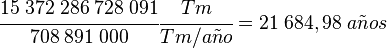 15 372 286 728 091 Tm
708 891 000 Tm/año = 21 684,98 años